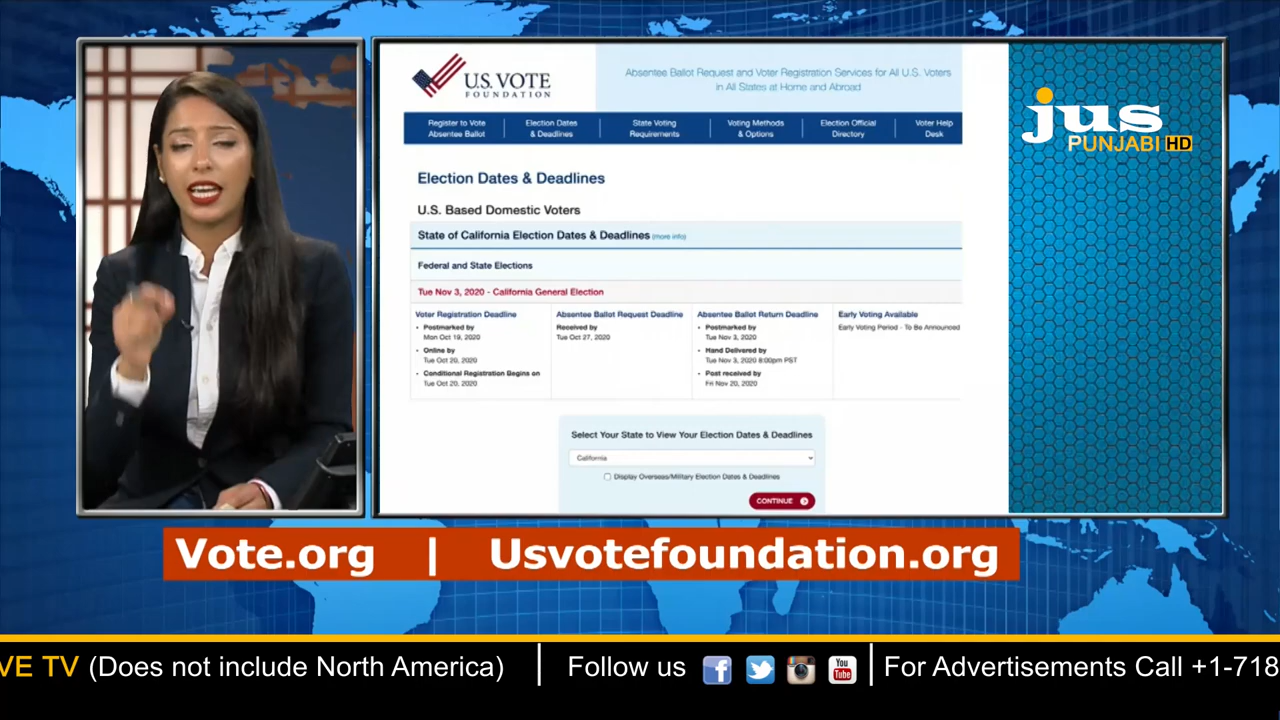 U.S. VOTE
FOUNDATION
Absentee Ballot Request and Voter Registration Services for All U.S. Voters
in All States at Home and Abroad
Register to Vote
Absentee Ballot
Election Dates
& Deadlines
State Voting
Requirements
Voting Methods
& Options
Election Official
Directory
Voter Help
Desk
jus
PUNJABI HD
Election Dates & Deadlines
U.S. Based Domestic Voters
State of California Election Dates & Deadlines (more info)
Federal and State Elections
Tue Nov 3, 2020 - California General Election
Voter Registration Deadline
• Postmarked by
Mon Oct 19, 2020
• Online by
Tue Oct 20, 2020
• Conditional Registration Begins on
Tue Oct 20, 2020
Absentee Ballot Request Deadline
Received by
Tue Oct 27, 2020
Absentee Ballot Return Deadline
• Postmarked by
Tue Nov 3, 2020
• Hand Delivered by
Tue Nov 3, 2020 8:00pm PST
• Post received by
Fri Nov 20, 2020
Early Voting Available
Early Voting Period - To Be Announced
Select Your State to View Your Election Dates & Deadlines
California
Display Overseas/Military Election Dates & Deadlines
CONTINUE
Vote.org | Usvotefoundation.org
VE TV (Does not include North America) | Follow us You Tube | For Advertisements Call +1-718